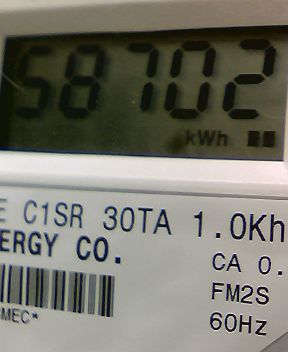 58702
kWh
E C1SR 30TA 1.0Kh
ERGY CO.
CA 0.
FM2S
MEC*
60Hz